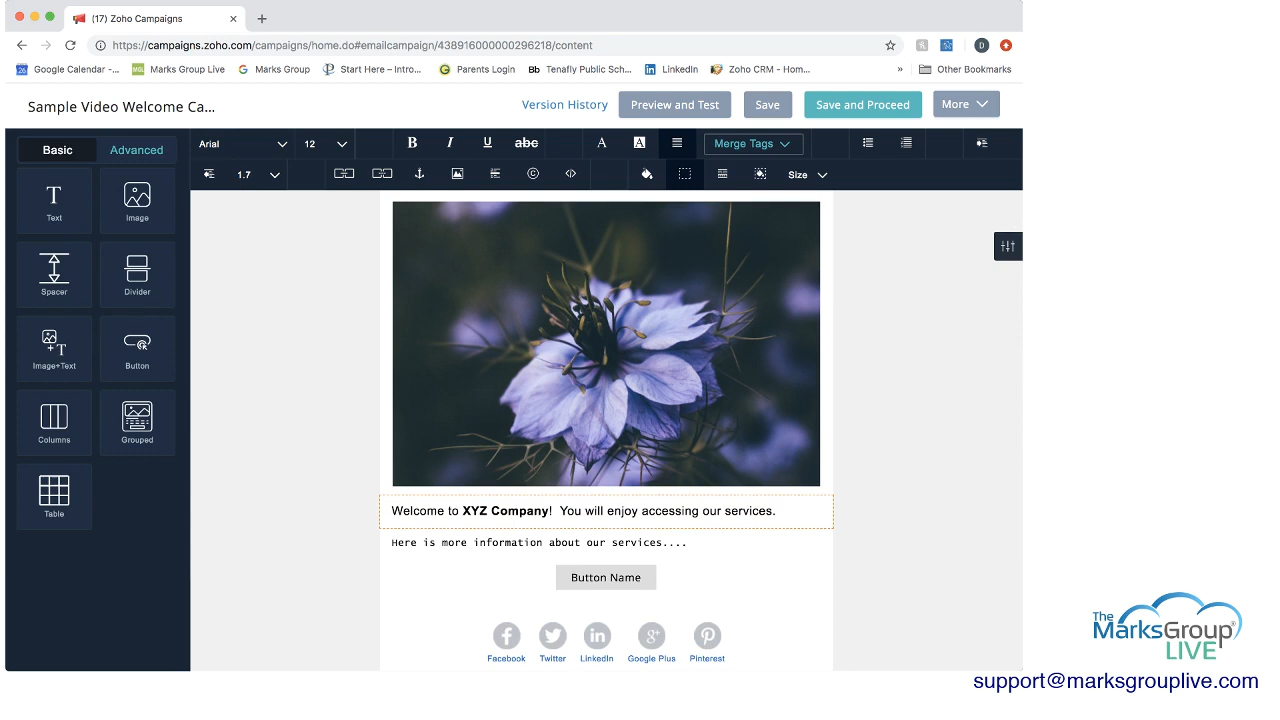 (17) Zoho Campaigns
https://campaigns.zoho.com/campaigns/home.do#emailcampaign/438916000000296218/content
D
26 Google Calendar -... MGL Marks Group Live G Marks Group Start Here – Intro... G Parents Login Bb Tenafly Public Sch... in LinkedIn Zoho CRM - Hom... » Other Bookmarks
Sample Video Welcome Ca... Version History Preview and Test Save Save and Proceed More
Basic Advanced
Arial 12 B I U abc A A Merge Tags
1.7 Size
T
Text Image
Spacer Divider
Image+Text Button
Columns Grouped
Table
Welcome to XYZ Company! You will enjoy accessing our services.
Here is more information about our services....
Button Name
Facebook Twitter LinkedIn Google Plus Pinterest
The
MarksGroup®
LIVE
support@marksgrouplive.com